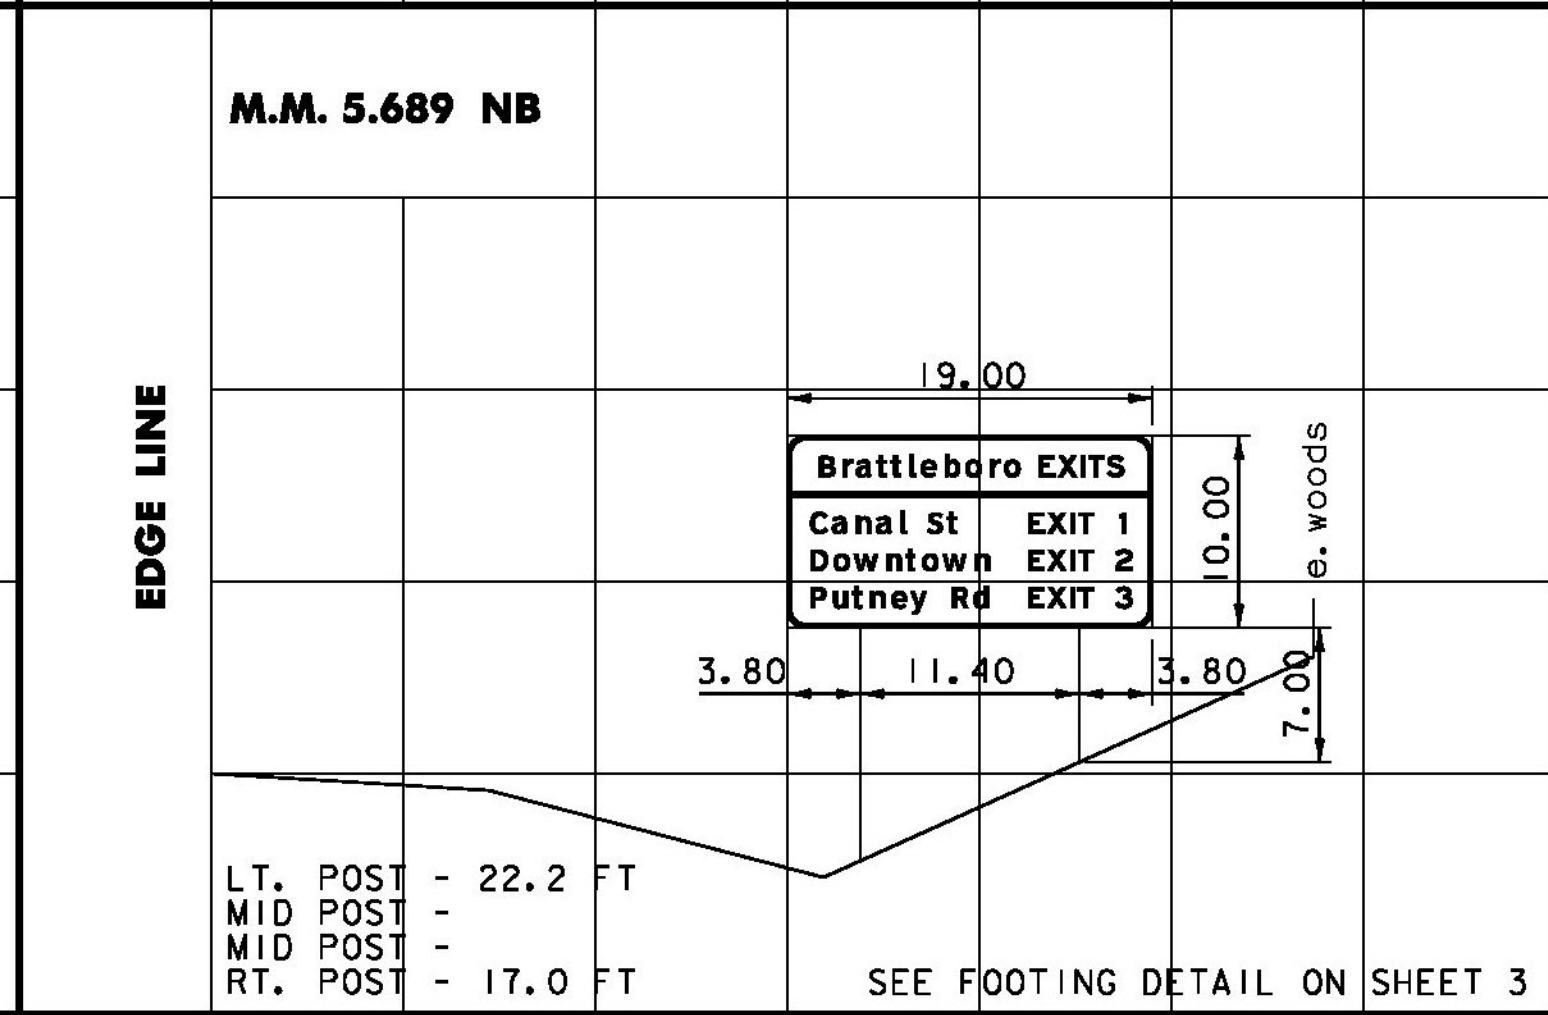 M.M. 5.689 NB
EDGE LINE
19.00
Brattleboro EXITS
Canal St EXIT 1
Downtown EXIT 2
Putney Rd EXIT 3
10.00
e.woods
3.80 11.40 3.80
7.00
LT. POST - 22.2 FT
MID POST -
MID POST -
RT. POST - 17.0 FT
SEE FOOTING DETAIL ON SHEET 3